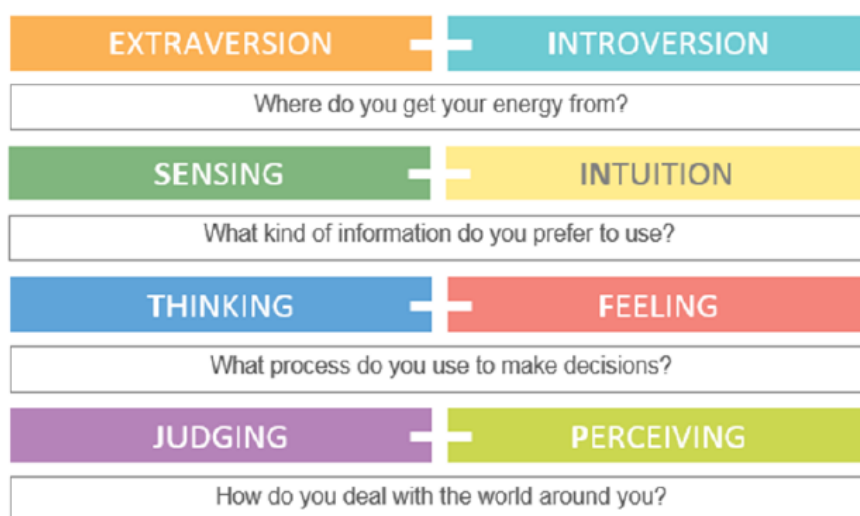 EXTRAVERSION INTROVERSION
Where do you get your energy from?
SENSING INTUITION
What kind of information do you prefer to use?
THINKING FEELING
What process do you use to make decisions?
JUDGING PERCEIVING
How do you deal with the world around you?